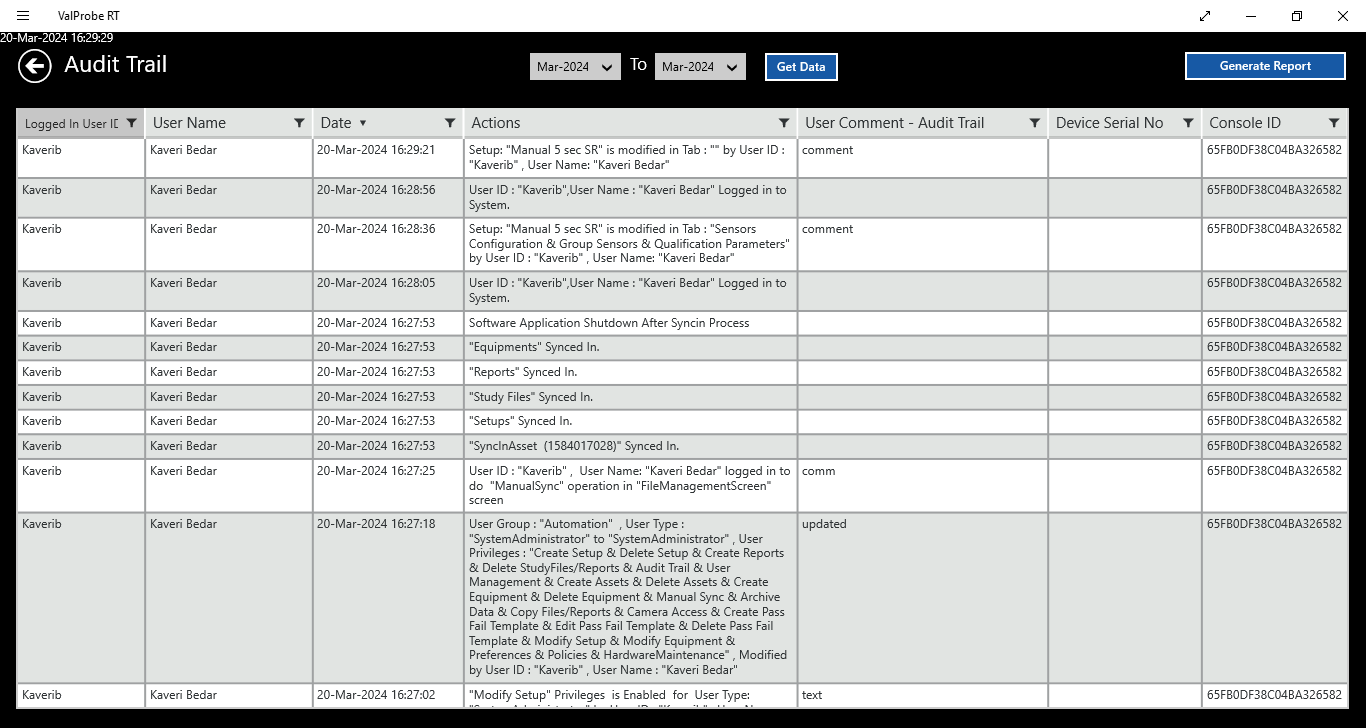 ValProbe RT
20-Mar-2024 16:29:29
Audit Trail
Mar-2024 To Mar-2024 Get Data Generate Report
Logged In User ID User Name Date Actions User Comment - Audit Trail Device Serial No Console ID
Kaverib Kaveri Bedar 20-Mar-2024 16:29:21 Setup: "Manual 5 sec SR" is modified in Tab : "" by User ID : comment 65FB0DF38C04BA326582
"Kaverib" , User Name: "Kaveri Bedar"
Kaverib Kaveri Bedar 20-Mar-2024 16:28:56 User ID : "Kaverib",User Name : "Kaveri Bedar" Logged in to 65FB0DF38C04BA326582
System.
Kaverib Kaveri Bedar 20-Mar-2024 16:28:36 Setup: "Manual 5 sec SR" is modified in Tab : "Sensors comment 65FB0DF38C04BA326582
Configuration & Group Sensors & Qualification Parameters"
by User ID : "Kaverib" , User Name: "Kaveri Bedar"
Kaverib Kaveri Bedar 20-Mar-2024 16:28:05 User ID : "Kaverib",User Name : "Kaveri Bedar" Logged in to 65FB0DF38C04BA326582
System.
Kaverib Kaveri Bedar 20-Mar-2024 16:27:53 Software Application Shutdown After Syncin Process 65FB0DF38C04BA326582
Kaverib Kaveri Bedar 20-Mar-2024 16:27:53 "Equipments" Synced In. 65FB0DF38C04BA326582
Kaverib Kaveri Bedar 20-Mar-2024 16:27:53 "Reports" Synced In. 65FB0DF38C04BA326582
Kaverib Kaveri Bedar 20-Mar-2024 16:27:53 "Study Files" Synced In. 65FB0DF38C04BA326582
Kaverib Kaveri Bedar 20-Mar-2024 16:27:53 "Setups" Synced In. 65FB0DF38C04BA326582
Kaverib Kaveri Bedar 20-Mar-2024 16:27:53 "SyncInAsset (1584017028)" Synced In. 65FB0DF38C04BA326582
Kaverib Kaveri Bedar 20-Mar-2024 16:27:25 User ID : "Kaverib" , User Name: "Kaveri Bedar" logged in to comm 65FB0DF38C04BA326582
do "ManualSync" operation in "FileManagementScreen"
screen
Kaverib Kaveri Bedar 20-Mar-2024 16:27:18 User Group : "Automation" , User Type : updated 65FB0DF38C04BA326582
"SystemAdministrator" to "SystemAdministrator" , User
Privileges : "Create Setup & Delete Setup & Create Reports
& Delete StudyFiles/Reports & Audit Trail & User
Management & Create Assets & Delete Assets & Create
Equipment & Delete Equipment & Manual Sync & Archive
Data & Copy Files/Reports & Camera Access & Create Pass
Fail Template & Edit Pass Fail Template & Delete Pass Fail
Template & Modify Setup & Modify Equipment &
Preferences & Policies & HardwareMaintenance" , Modified
by User ID : "Kaverib" , User Name : "Kaveri Bedar"
Kaverib Kaveri Bedar 20-Mar-2024 16:27:02 "Modify Setup" Privileges is Enabled for User Type: text 65FB0DF38C04BA326582